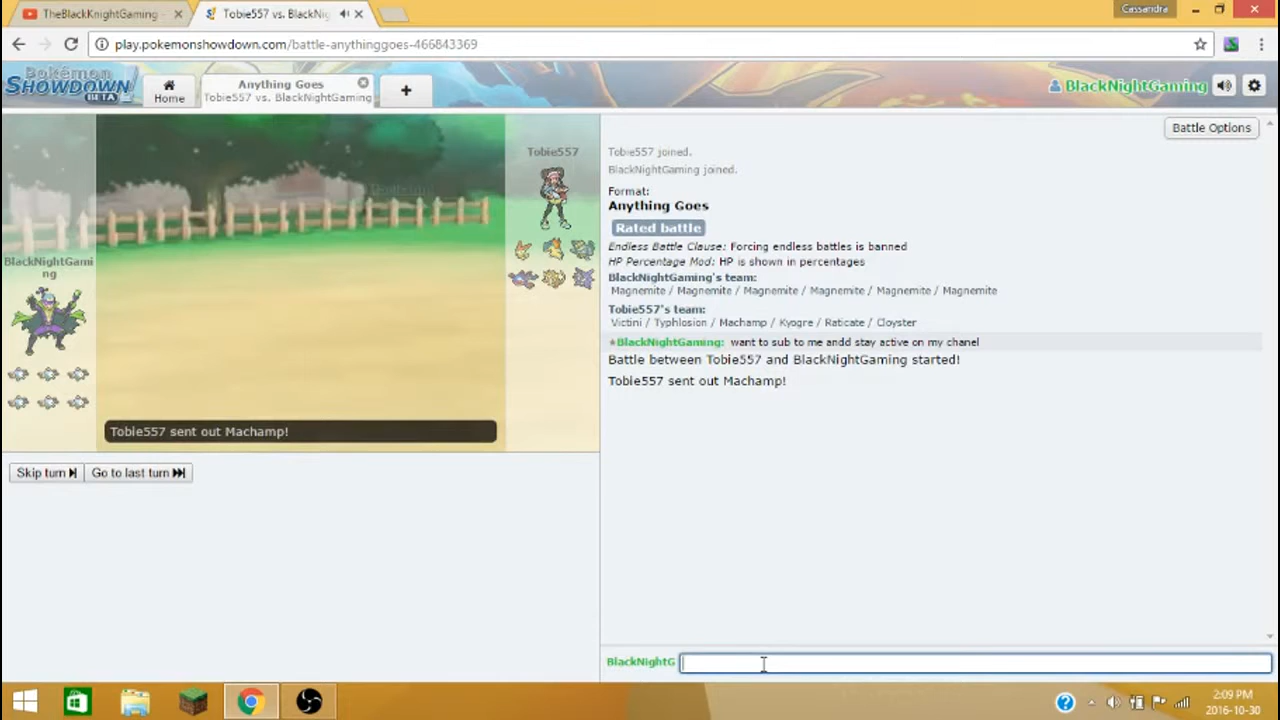 TheBlackKnightGaming -
Tobie557 vs. BlackNig
Cassandra
play.pokemonshowdown.com/battle-anythinggoes-466843369
Pokémon
SHOWDOWN
BETA
Home
Anything Goes
Tobie557 vs. BlackNightGaming
+
BlackNightGaming
Battle Options
Tobie557
BlackNightGami
ng
Tobie557 sent out Machamp!
Skip turn
Go to last turn
Tobie557 joined.
BlackNightGaming joined.
Format:
Anything Goes
Rated battle
Endless Battle Clause: Forcing endless battles is banned
HP Percentage Mod: HP is shown in percentages
BlackNightGaming's team:
Magnemite / Magnemite / Magnemite / Magnemite / Magnemite / Magnemite
Tobie557's team:
Victini / Typhlosion / Machamp / Kyogre / Raticate / Cloyster
★BlackNightGaming: want to sub to me andd stay active on my chanel
Battle between Tobie557 and BlackNightGaming started!
Tobie557 sent out Machamp!
BlackNightG
2:09 PM
2016-10-30